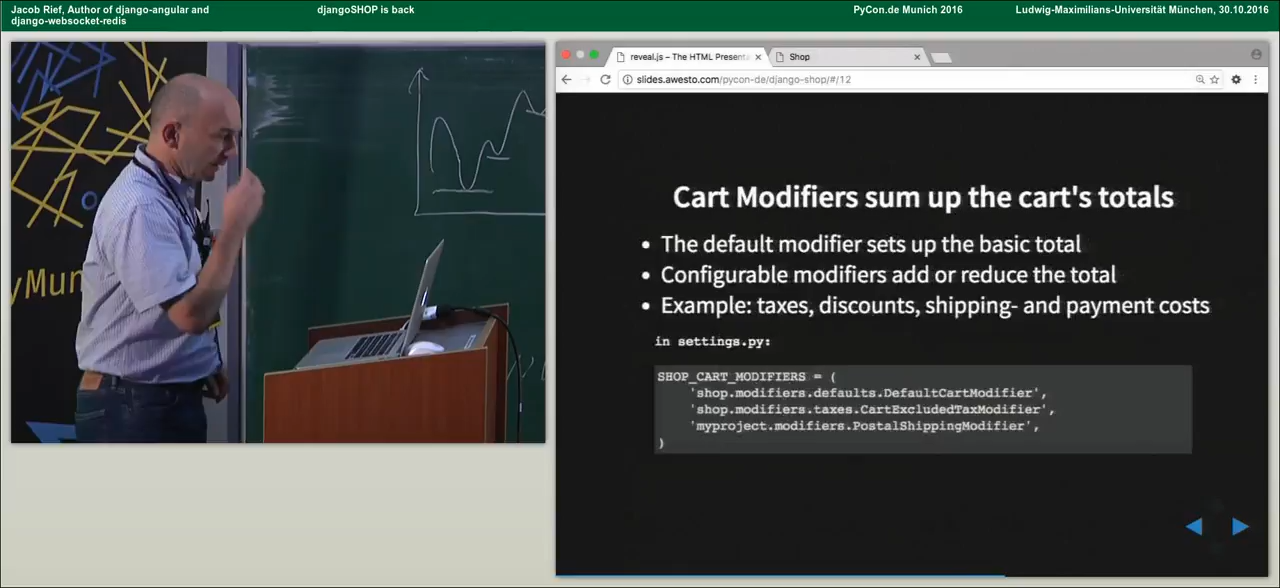 Jacob Rief, Author of django-angular and
django-websocket-redis
djangoSHOP is back
PyCon.de Munich 2016
Ludwig-Maximilians-Universität München, 30.10.2016
yMun
reveal.js – The HTML Present
Shop
slides.awesto.com/pycon-de/django-shop/#/12
Cart Modifiers sum up the cart's totals
• The default modifier sets up the basic total
• Configurable modifiers add or reduce the total
• Example: taxes, discounts, shipping- and payment costs
in settings.py:
SHOP_CART_MODIFIERS = (
'shop.modifiers.defaults.DefaultCartModifier',
'shop.modifiers.taxes.CartExcludedTaxModifier',
'myproject.modifiers.PostalShippingModifier',
)